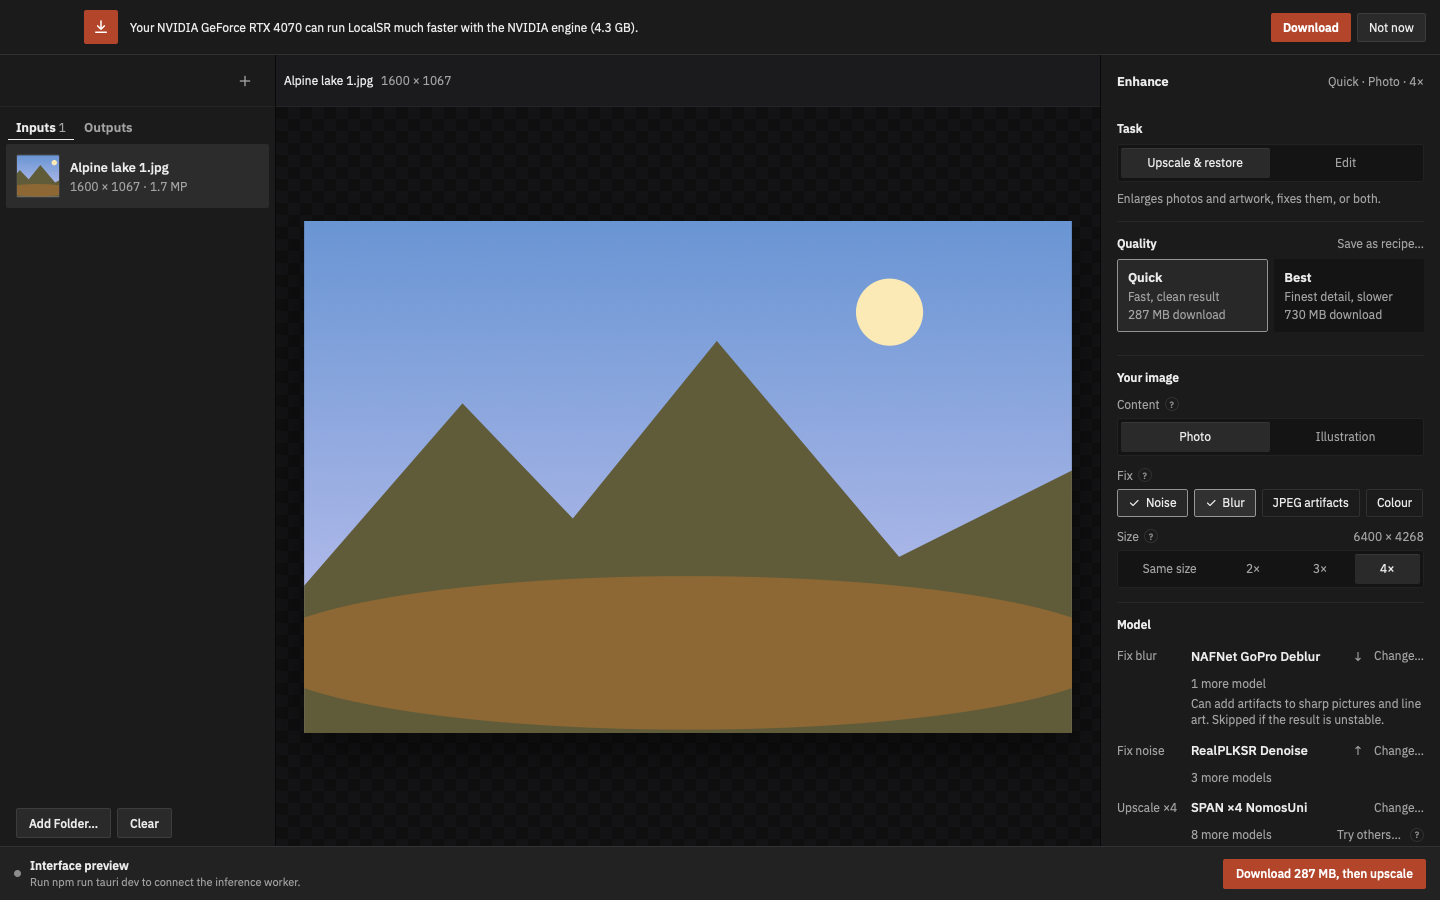 Your NVIDIA GeForce RTX 4070 can run LocalSR much faster with the NVIDIA engine (4.3 GB).
Download
Not now
Alpine lake 1.jpg 1600 × 1067
Enhance
Quick · Photo · 4×
Inputs 1
Outputs
Alpine lake 1.jpg
1600 × 1067 · 1.7 MP
Task
Upscale & restore
Edit
Enlarges photos and artwork, fixes them, or both.
Quality
Save as recipe…
Quick
Fast, clean result
287 MB download
Best
Finest detail, slower
730 MB download
Your image
Content ?
Photo
Illustration
Fix ?
Noise
Blur
JPEG artifacts
Colour
Size ?
6400 × 4268
Same size
2×
3×
4×
Model
Fix blur
NAFNet GoPro Deblur
↓
Change…
1 more model
Can add artifacts to sharp pictures and line
art. Skipped if the result is unstable.
Fix noise
RealPLKSR Denoise
↑
Change…
3 more models
Upscale ×4
SPAN ×4 NomosUni
Change…
8 more models
Try others… ?
Add Folder…
Clear
Interface preview
Run npm run tauri dev to connect the inference worker.
Download 287 MB, then upscale